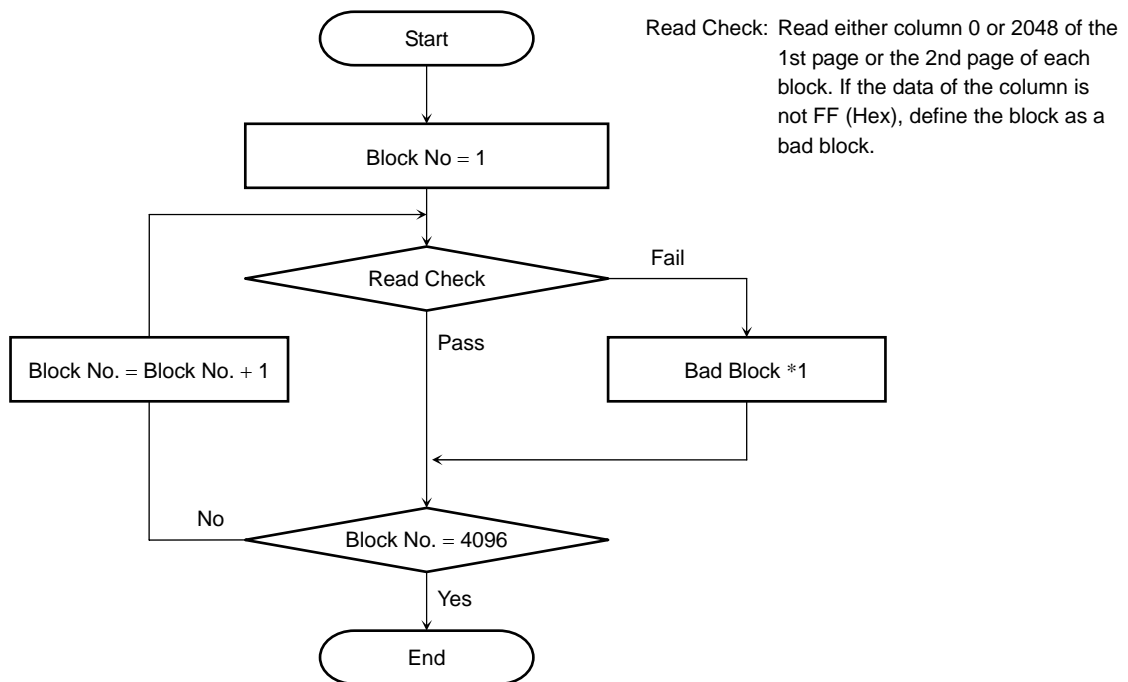 Start
Read Check: Read either column 0 or 2048 of the
1st page or the 2nd page of each
block. If the data of the column is
not FF (Hex), define the block as a
bad block.
Block No = 1
Read Check
Fail
Pass
Block No. = Block No. + 1
Bad Block *1
No
Block No. = 4096
Yes
End